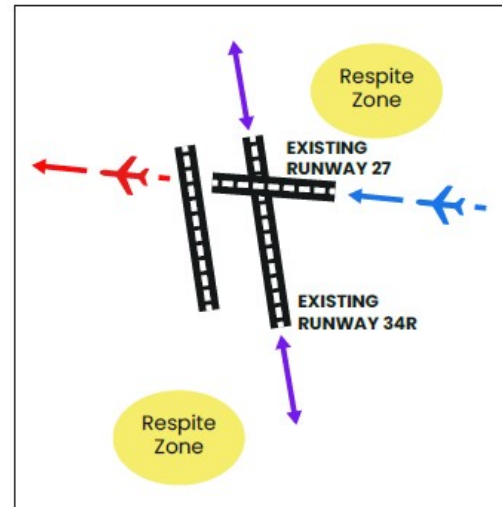 Respite
Zone
EXISTING
RUNWAY 27
EXISTING
RUNWAY 34R
Respite
Zone